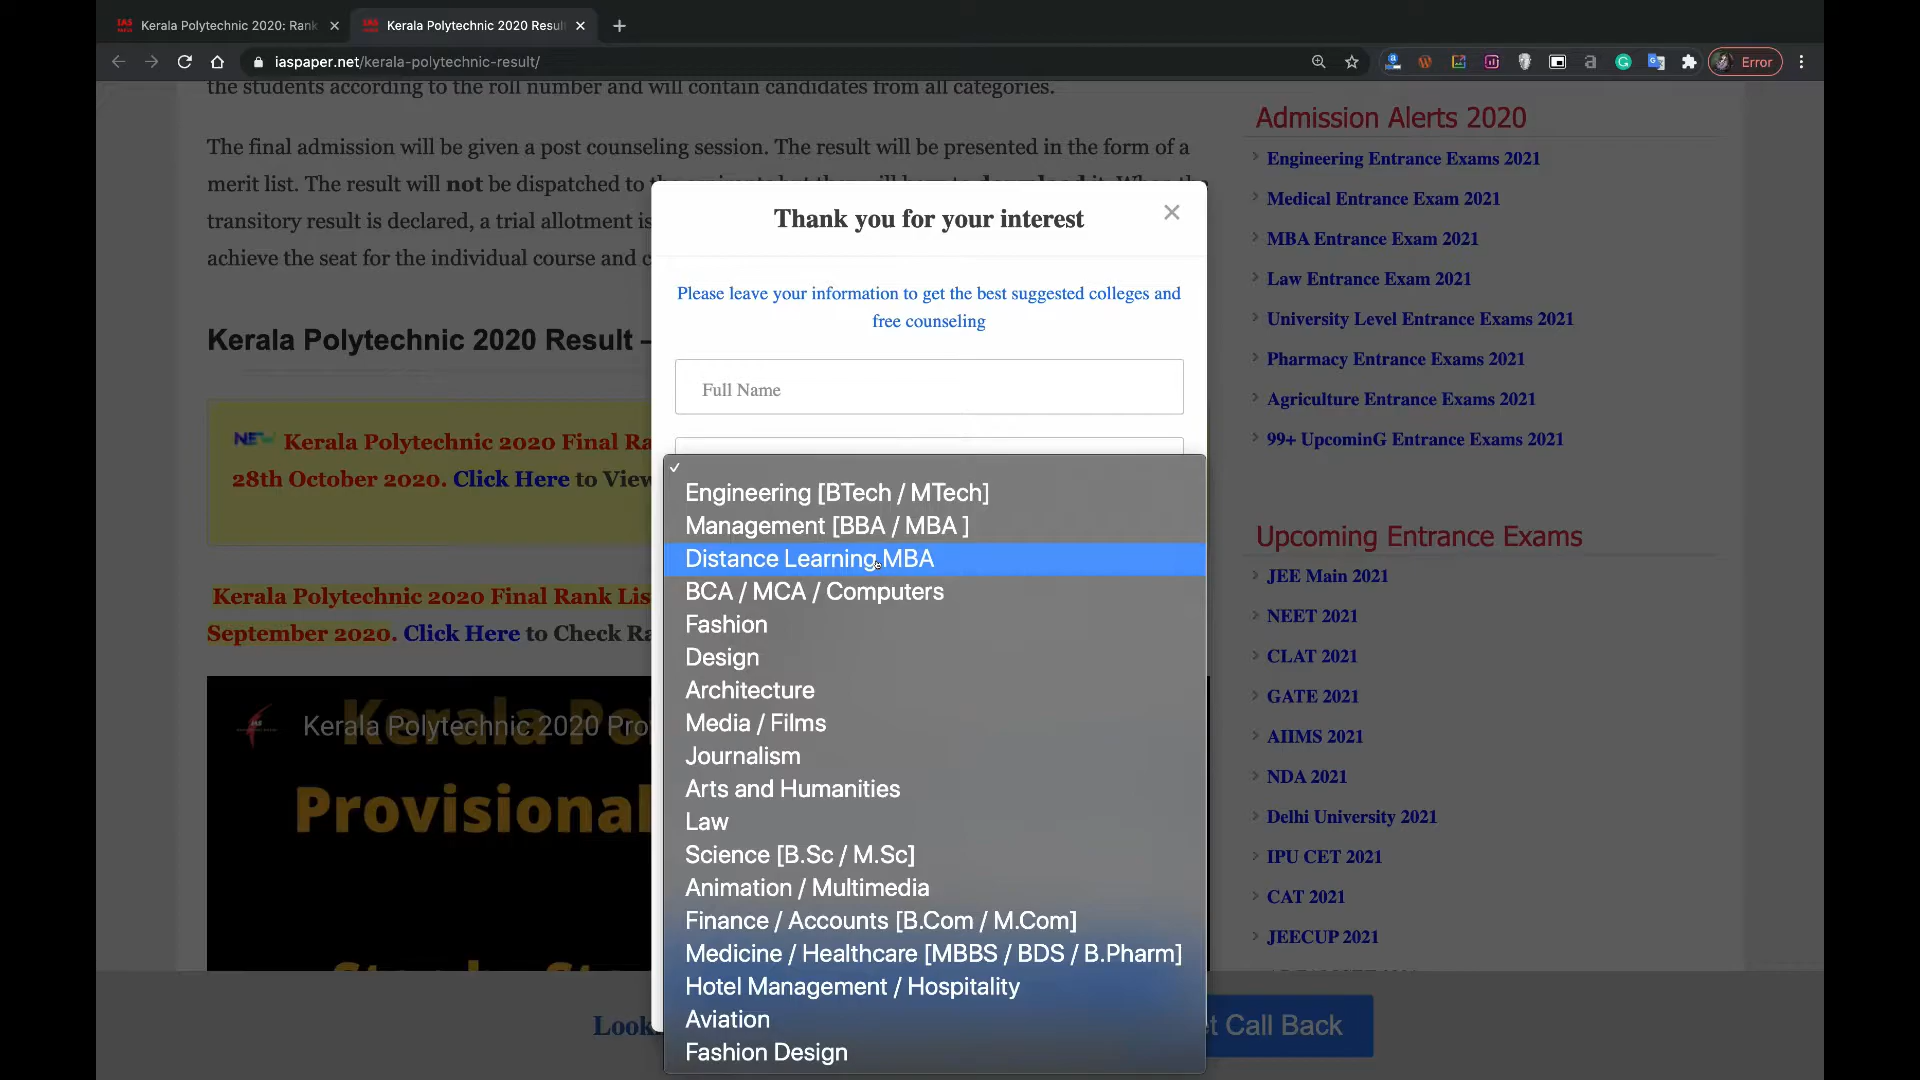 Kerala Polytechnic 2020: Rank
Kerala Polytechnic 2020 Resul
iaspaper.net/kerala-polytechnic-result/
Error
the students according to the roll number and will contain candidates from all categories.
The final admission will be given a post counseling session. The result will be presented in the form of a
merit list. The result will not be dispatched to
transitory result is declared, a trial allotment is
achieve the seat for the individual course and
Kerala Polytechnic 2020 Result –
NEW Kerala Polytechnic 2020 Final Ra
28th October 2020. Click Here to View
Kerala Polytechnic 2020 Final Rank Lis
September 2020. Click Here to Check Ra
Kerala Polytechnic 2020 Pro
Kerala Po
Provisional
Thank you for your interest
Please leave your information to get the best suggested colleges and
free counseling
Full Name
Engineering [BTech / MTech]
Management [BBA / MBA ]
Distance Learning MBA
BCA / MCA / Computers
Fashion
Design
Architecture
Media / Films
Journalism
Arts and Humanities
Law
Science [B.Sc / M.Sc]
Animation / Multimedia
Finance / Accounts [B.Com / M.Com]
Medicine / Healthcare [MBBS / BDS / B.Pharm]
Hotel Management / Hospitality
Aviation
Fashion Design
Admission Alerts 2020
Engineering Entrance Exams 2021
Medical Entrance Exam 2021
MBA Entrance Exam 2021
Law Entrance Exam 2021
University Level Entrance Exams 2021
Pharmacy Entrance Exams 2021
Agriculture Entrance Exams 2021
99+ UpcominG Entrance Exams 2021
Upcoming Entrance Exams
JEE Main 2021
NEET 2021
CLAT 2021
GATE 2021
AIIMS 2021
NDA 2021
Delhi University 2021
IPU CET 2021
CAT 2021
JEECUP 2021
Look
t Call Back